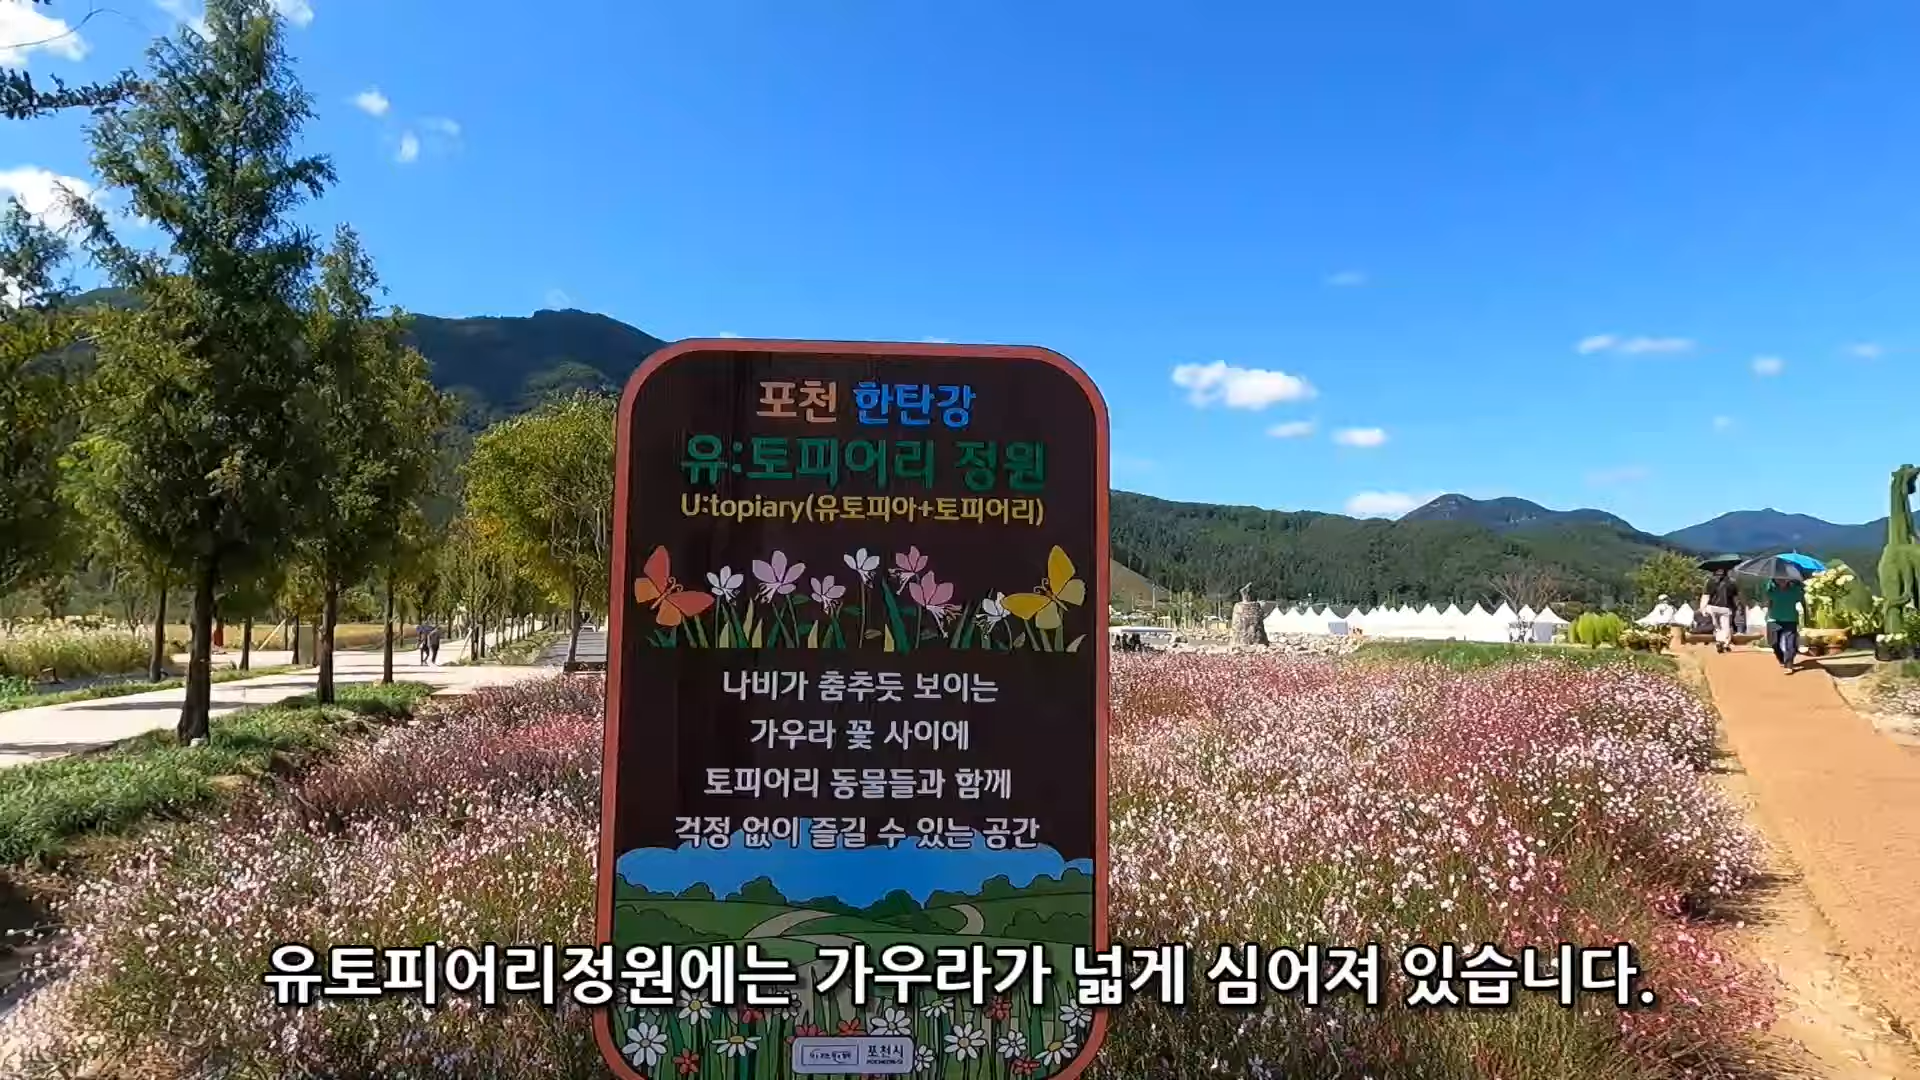 포천 한탄강
유:토피어리 정원
U:topiary(유토피아+토피어리)
나비가 춤추듯 보이는
가우라 꽃 사이에
토피어리 동물들과 함께
걱정 없이 즐길 수 있는 공간
유토피어리정원에는 가우라가 넓게 심어져 있습니다.
포천시